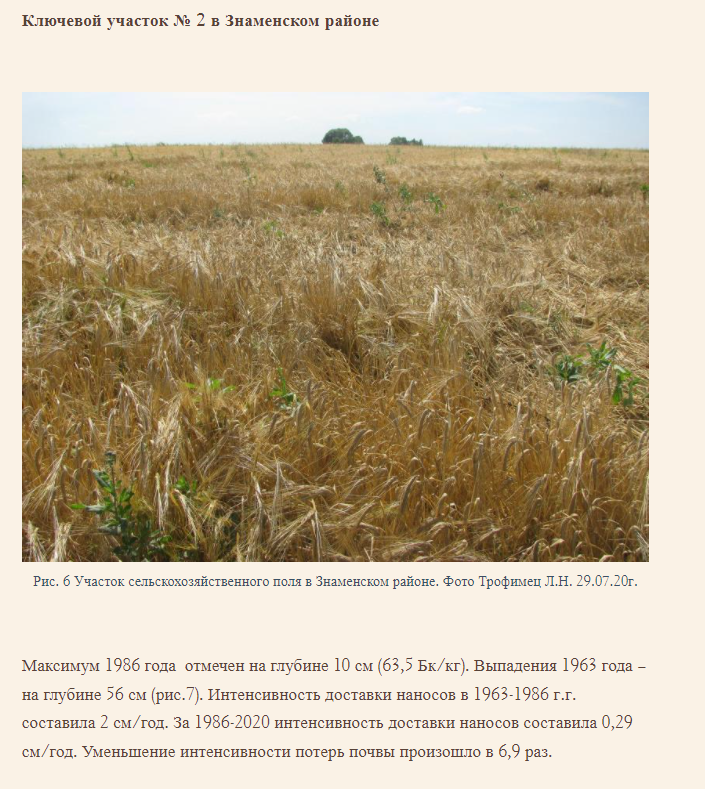 Ключевой участок № 2 в Знаменском районе
Рис. 6 Участок сельскохозяйственного поля в Знаменском районе. Фото Трофимец Л.Н. 29.07.20г.
Максимум 1986 года  отмечен на глубине 10 см (63,5 Бк/кг). Выпадения 1963 года –
на глубине 56 см (рис.7). Интенсивность доставки наносов в 1963-1986 г.г.
составила 2 см/год. За 1986-2020 интенсивность доставки наносов составила 0,29
см/год. Уменьшение интенсивности потерь почвы произошло в 6,9 раз.